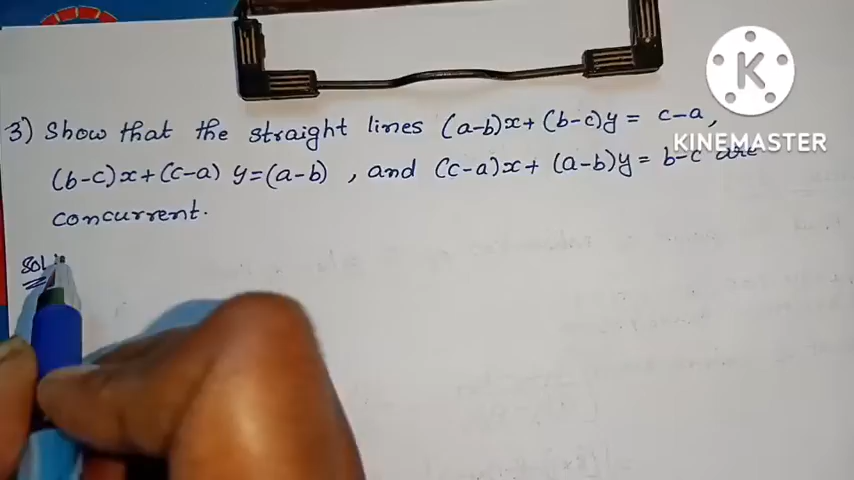 3) Show that the straight lines (a-b)x+(b-c)y = c-a,
(b-c)x+(c-a) y=(a-b) , and (c-a)x+ (a-b)y = b-c are
concurrent.
Sol
K
KINEMASTER